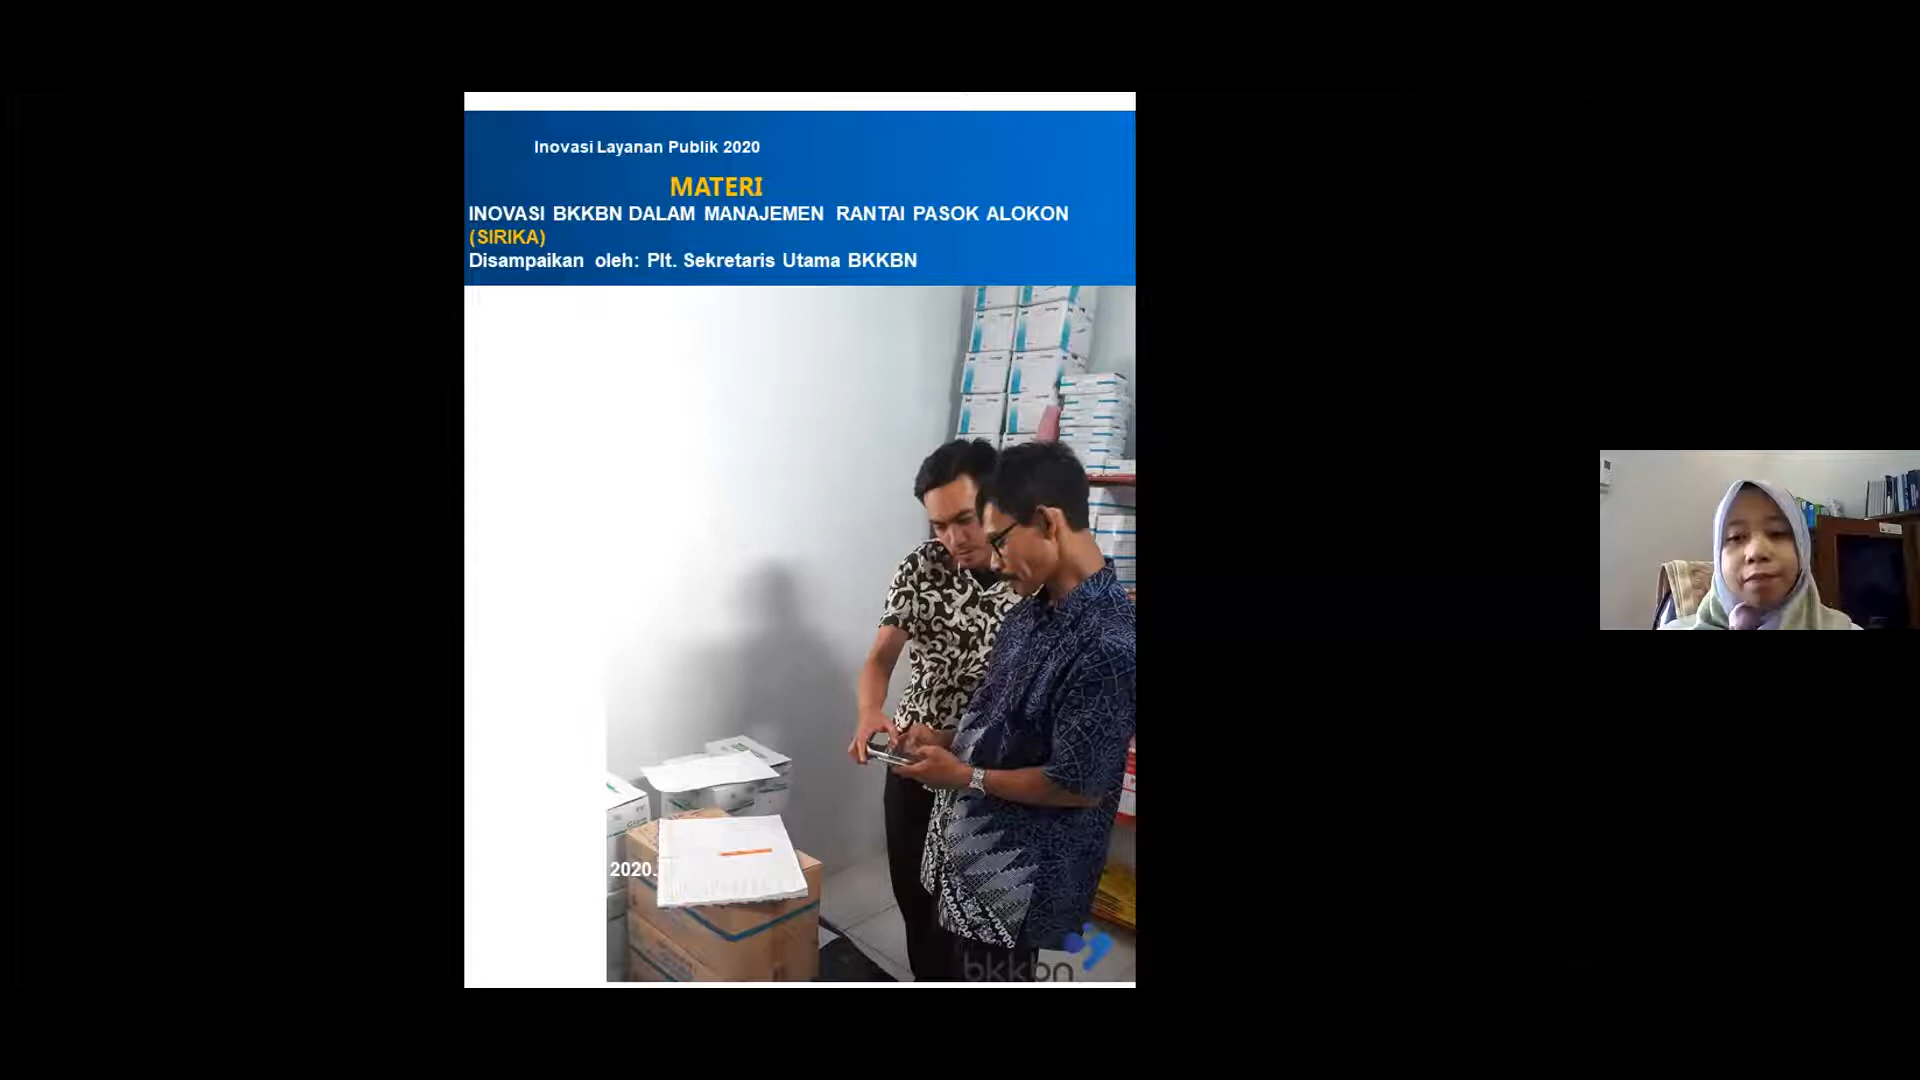 Inovasi Layanan Publik 2020
MATERI
INOVASI BKKBN DALAM MANAJEMEN RANTAI PASOK ALOKON
(SIRIKA)
Disampaikan oleh: Plt. Sekretaris Utama BKKBN
2020.
bkkbn